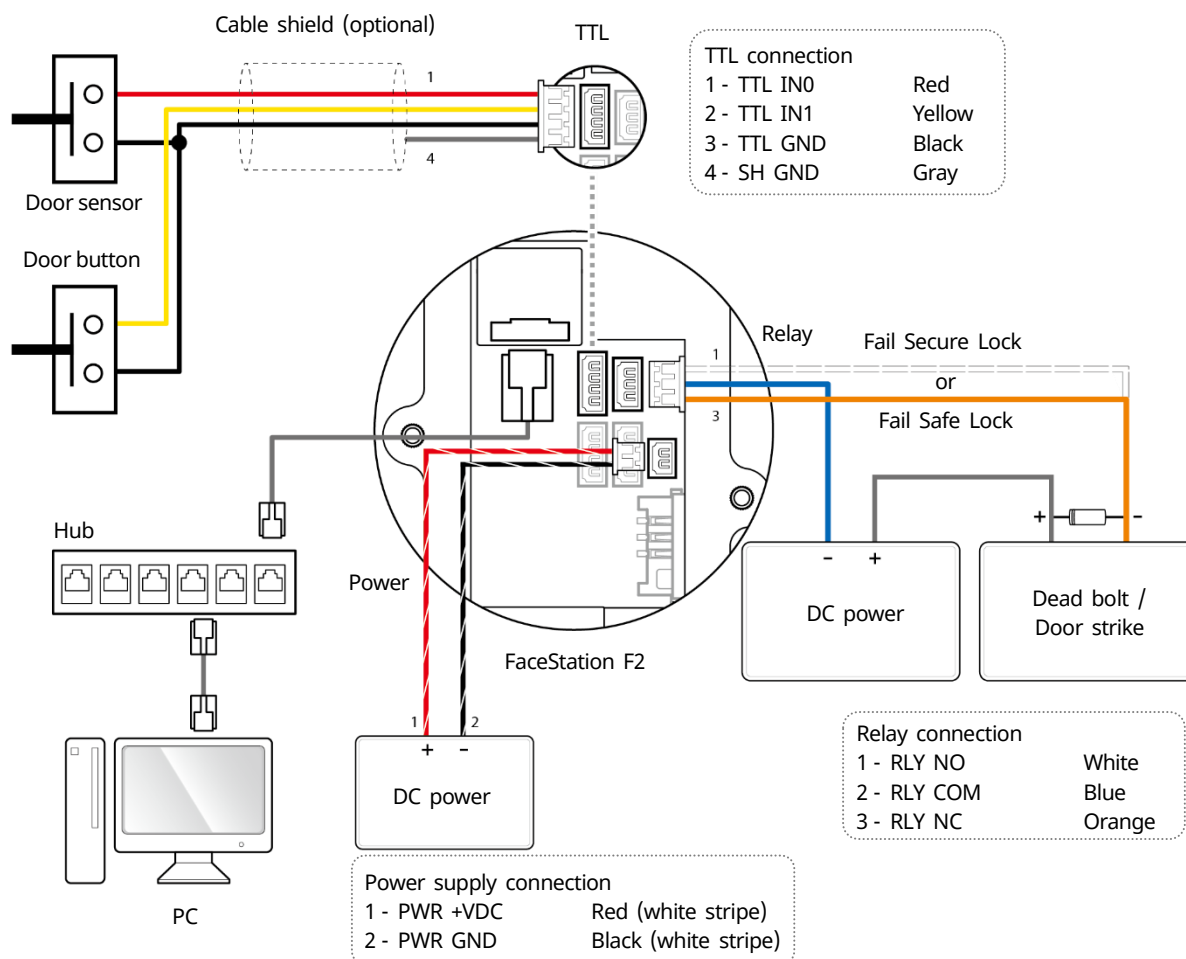 Cable shield (optional)
TTL
1
4
TTL connection
1 - TTL IN0 Red
2 - TTL IN1 Yellow
3 - TTL GND Black
4 - SH GND Gray
Door sensor
Door button
Relay
1
3
Fail Secure Lock
or
Fail Safe Lock
+ -
Hub
Power
- +
DC power
Dead bolt /
Door strike
FaceStation F2
1 2
+ -
DC power
Relay connection
1 - RLY NO White
2 - RLY COM Blue
3 - RLY NC Orange
PC
Power supply connection
1 - PWR +VDC Red (white stripe)
2 - PWR GND Black (white stripe)